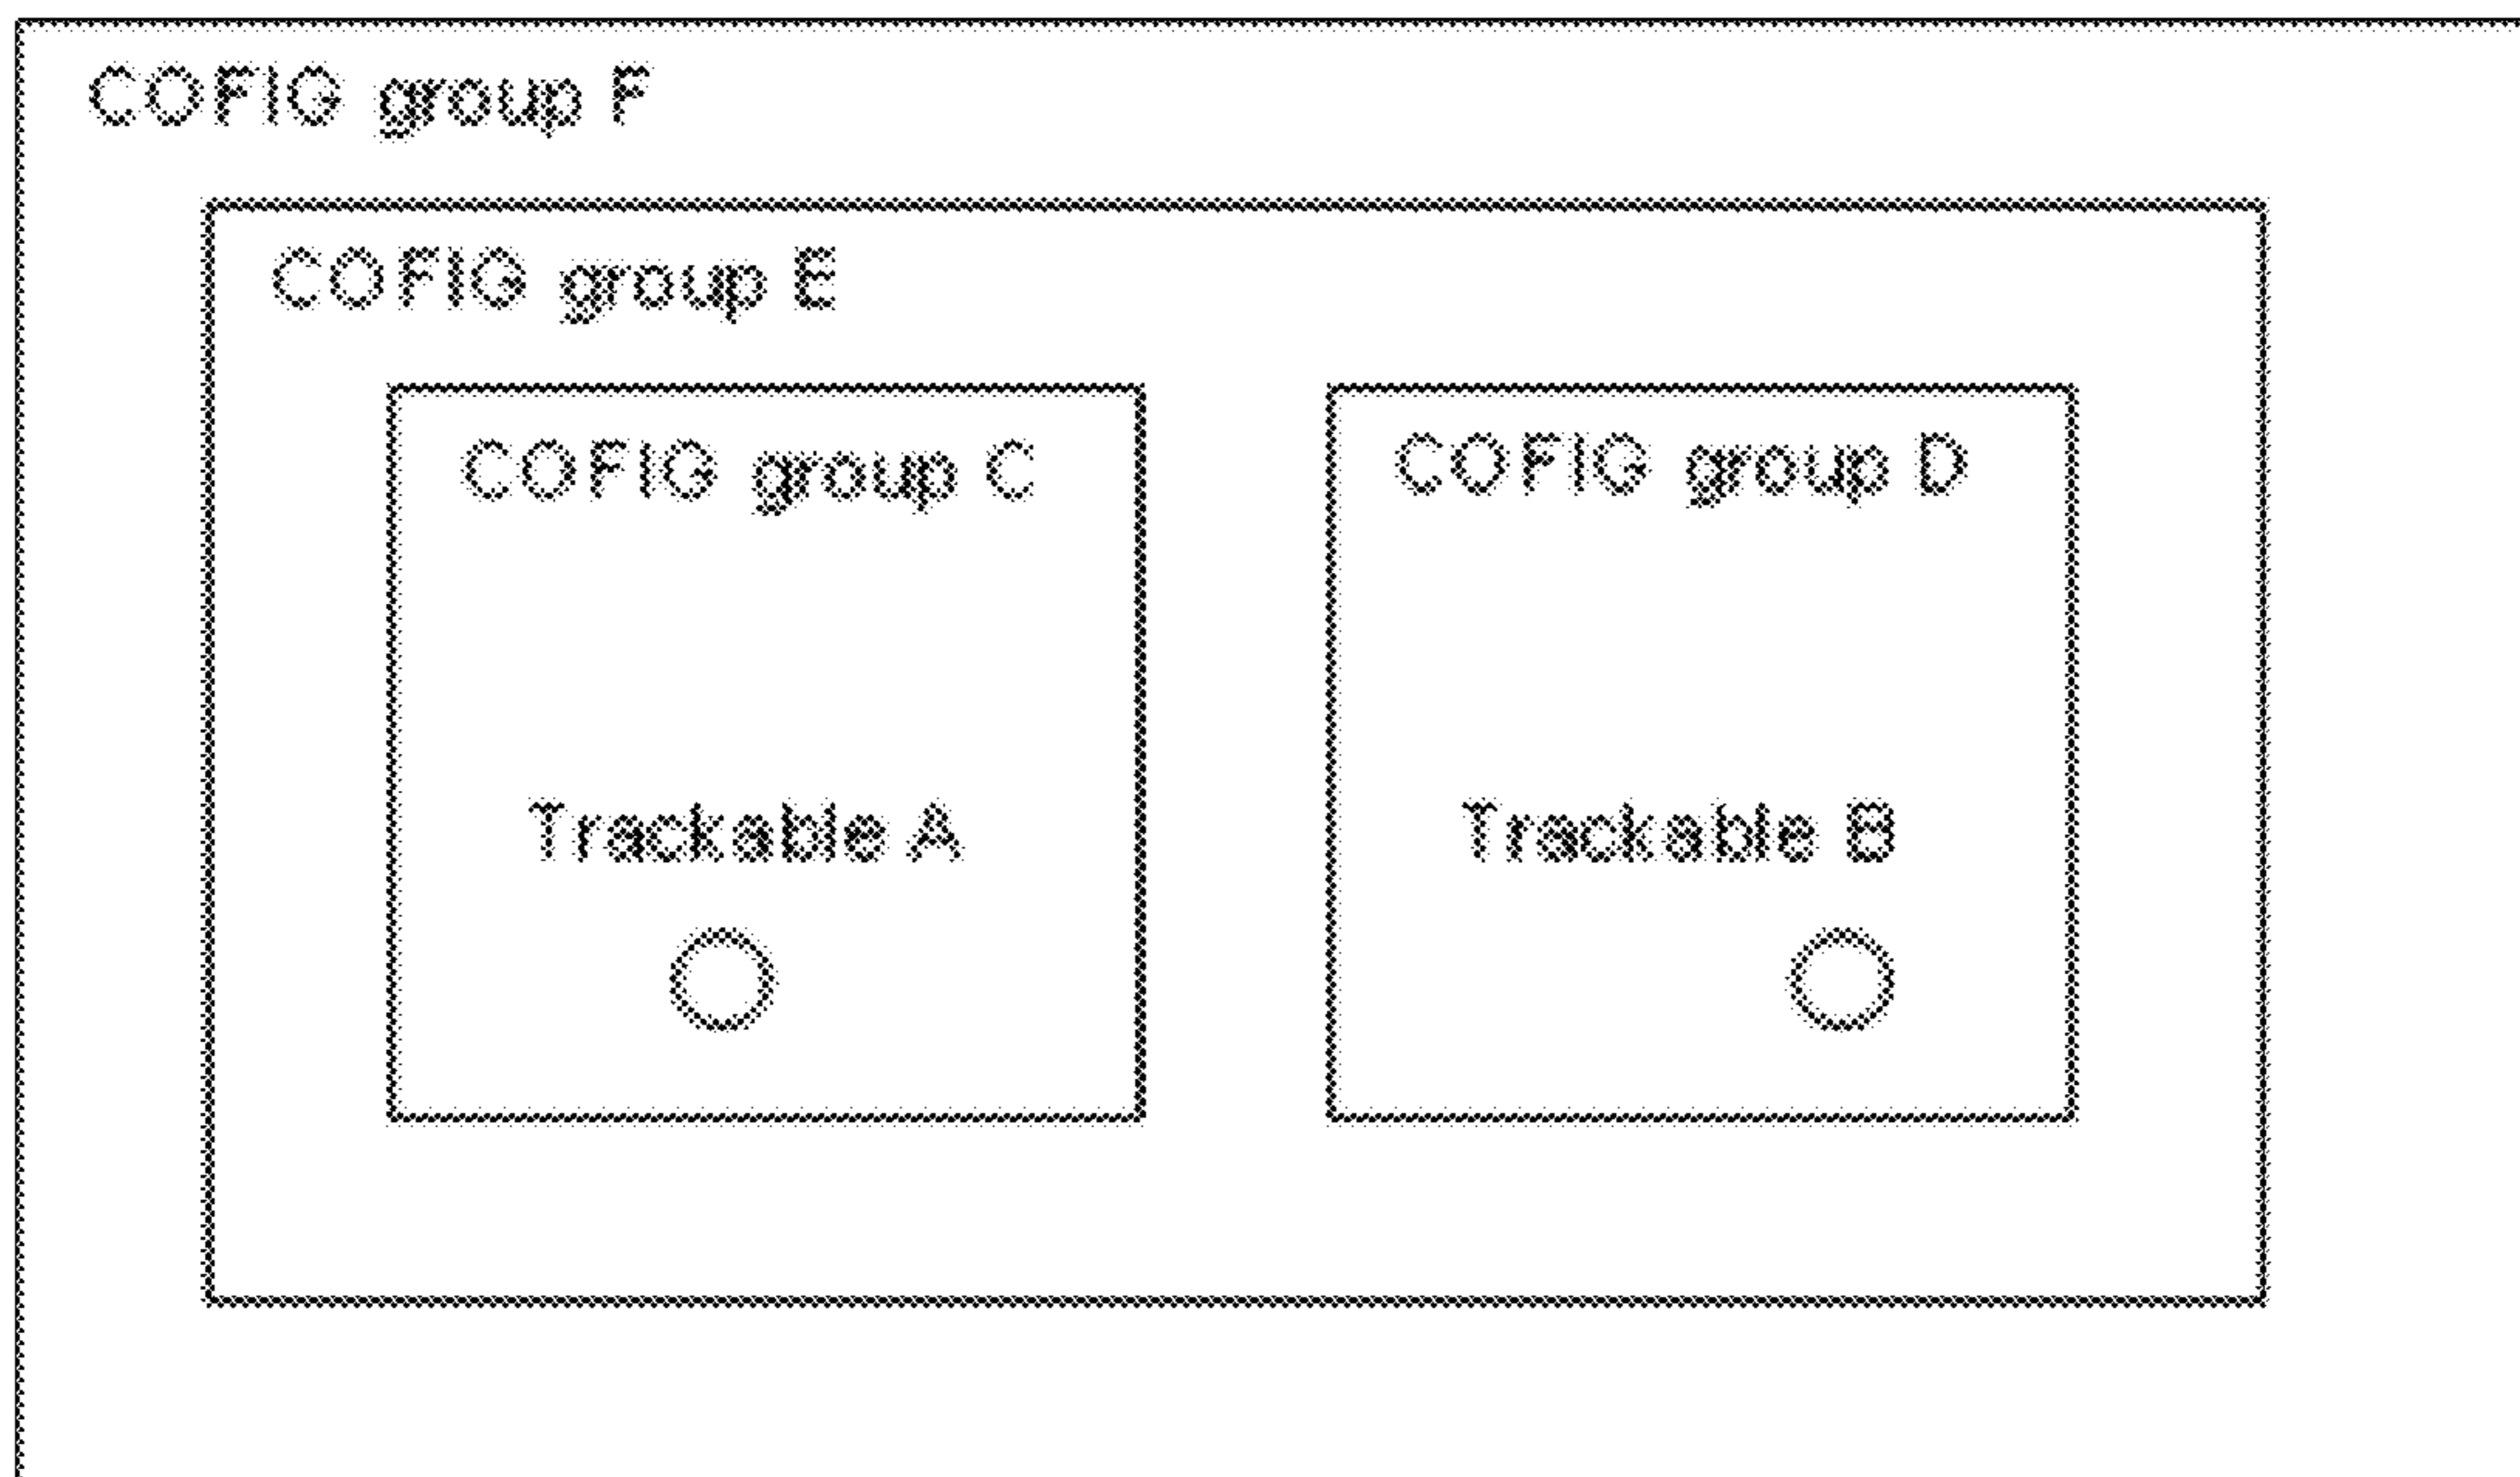 COFIG group F
COFIG group E
COFIG group C
COFIG group D
Trackable A
Trackable B